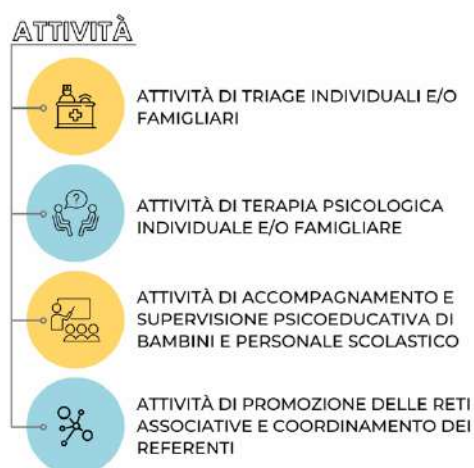 ATTIVITÀ
ATTIVITÀ DI TRIAGE INDIVIDUALI E/O
FAMIGLIARI
?
ATTIVITÀ DI TERAPIA PSICOLOGICA
INDIVIDUALE E/O FAMIGLIARE
ATTIVITÀ DI ACCOMPAGNAMENTO E
SUPERVISIONE PSICOEDUCATIVA DI
BAMBINI E PERSONALE SCOLASTICO
ATTIVITÀ DI PROMOZIONE DELLE RETI
ASSOCIATIVE E COORDINAMENTO DEI
REFERENTI